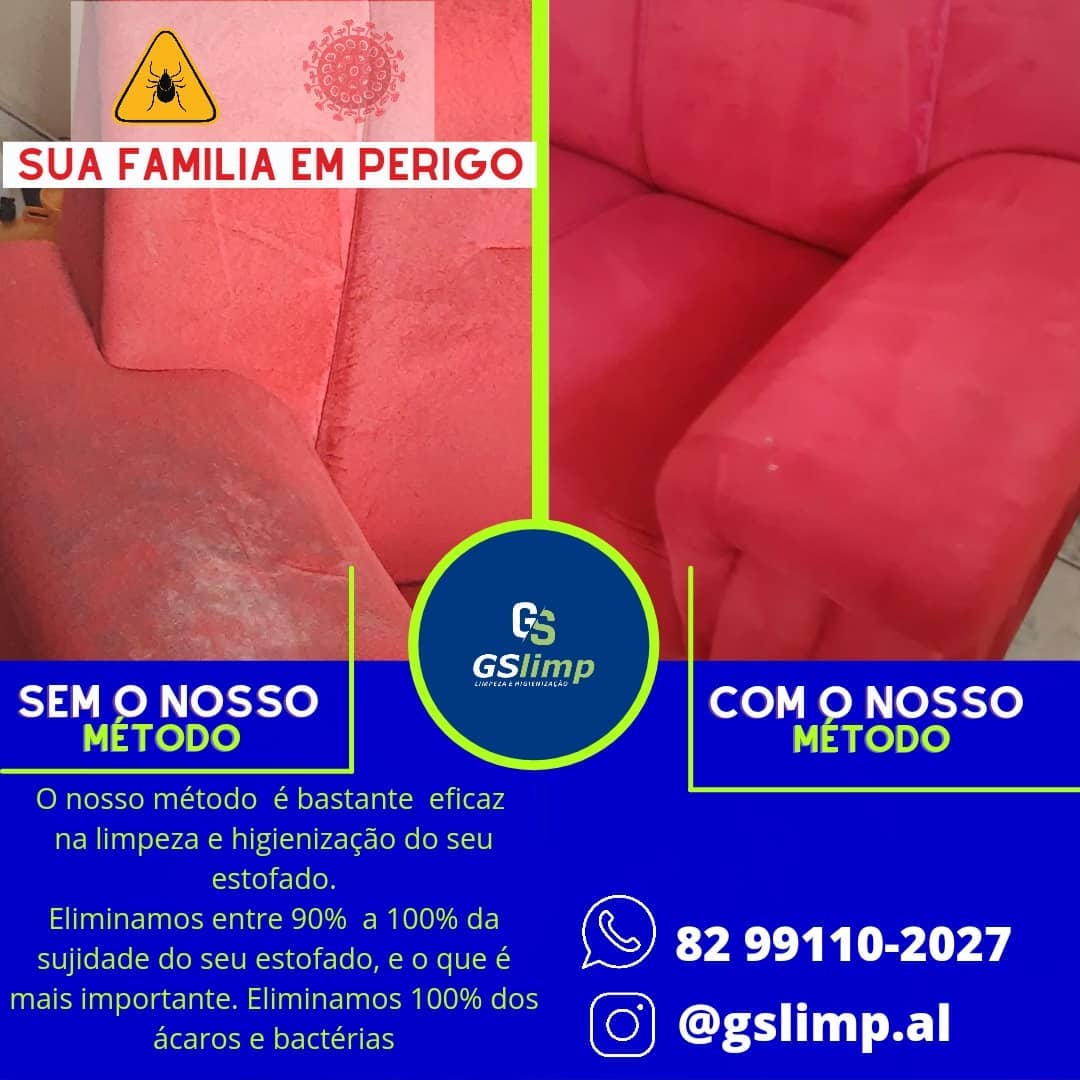 SUA FAMILIA EM PERIGO
GS
GSlimp
LIMPEZA E HIGIENIZAÇÃO
SEM O NOSSO
MÉTODO
COM O NOSSO
MÉTODO
O nosso método é bastante eficaz
na limpeza e higienização do seu
estofado.
Eliminamos entre 90% a 100% da
sujidade do seu estofado, e o que é
mais importante. Eliminamos 100% dos
ácaros e bactérias
82 99110-2027
@gslimp.al